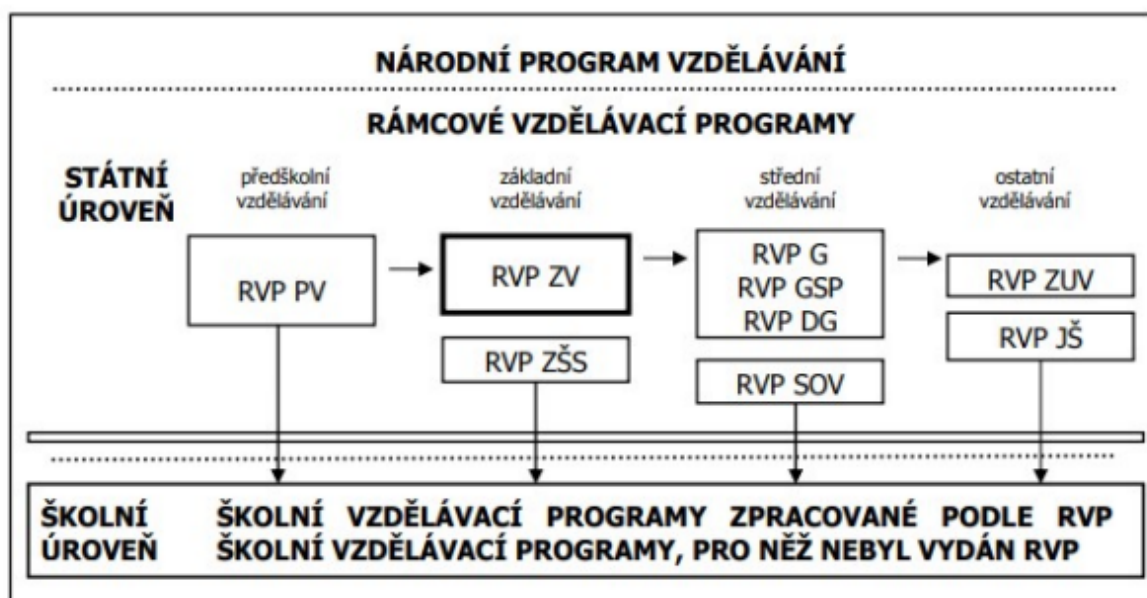 NÁRODNÍ PROGRAM VZDĚLÁVÁNÍ
RÁMCOVÉ VZDĚLÁVACÍ PROGRAMY
STÁTNÍ
ÚROVEŇ
předškolní
vzdělávání
základní
vzdělávání
střední
vzdělávání
ostatní
vzdělávání
RVP PV
RVP ZV
RVP ZŠS
RVP G
RVP GSP
RVP DG
RVP SOV
RVP ZUV
RVP JŠ
ŠKOLNÍ
ÚROVEŇ
ŠKOLNÍ VZDĚLÁVACÍ PROGRAMY ZPRACOVANÉ PODLE RVP
ŠKOLNÍ VZDĚLÁVACÍ PROGRAMY, PRO NĚŽ NEBYL VYDÁN RVP